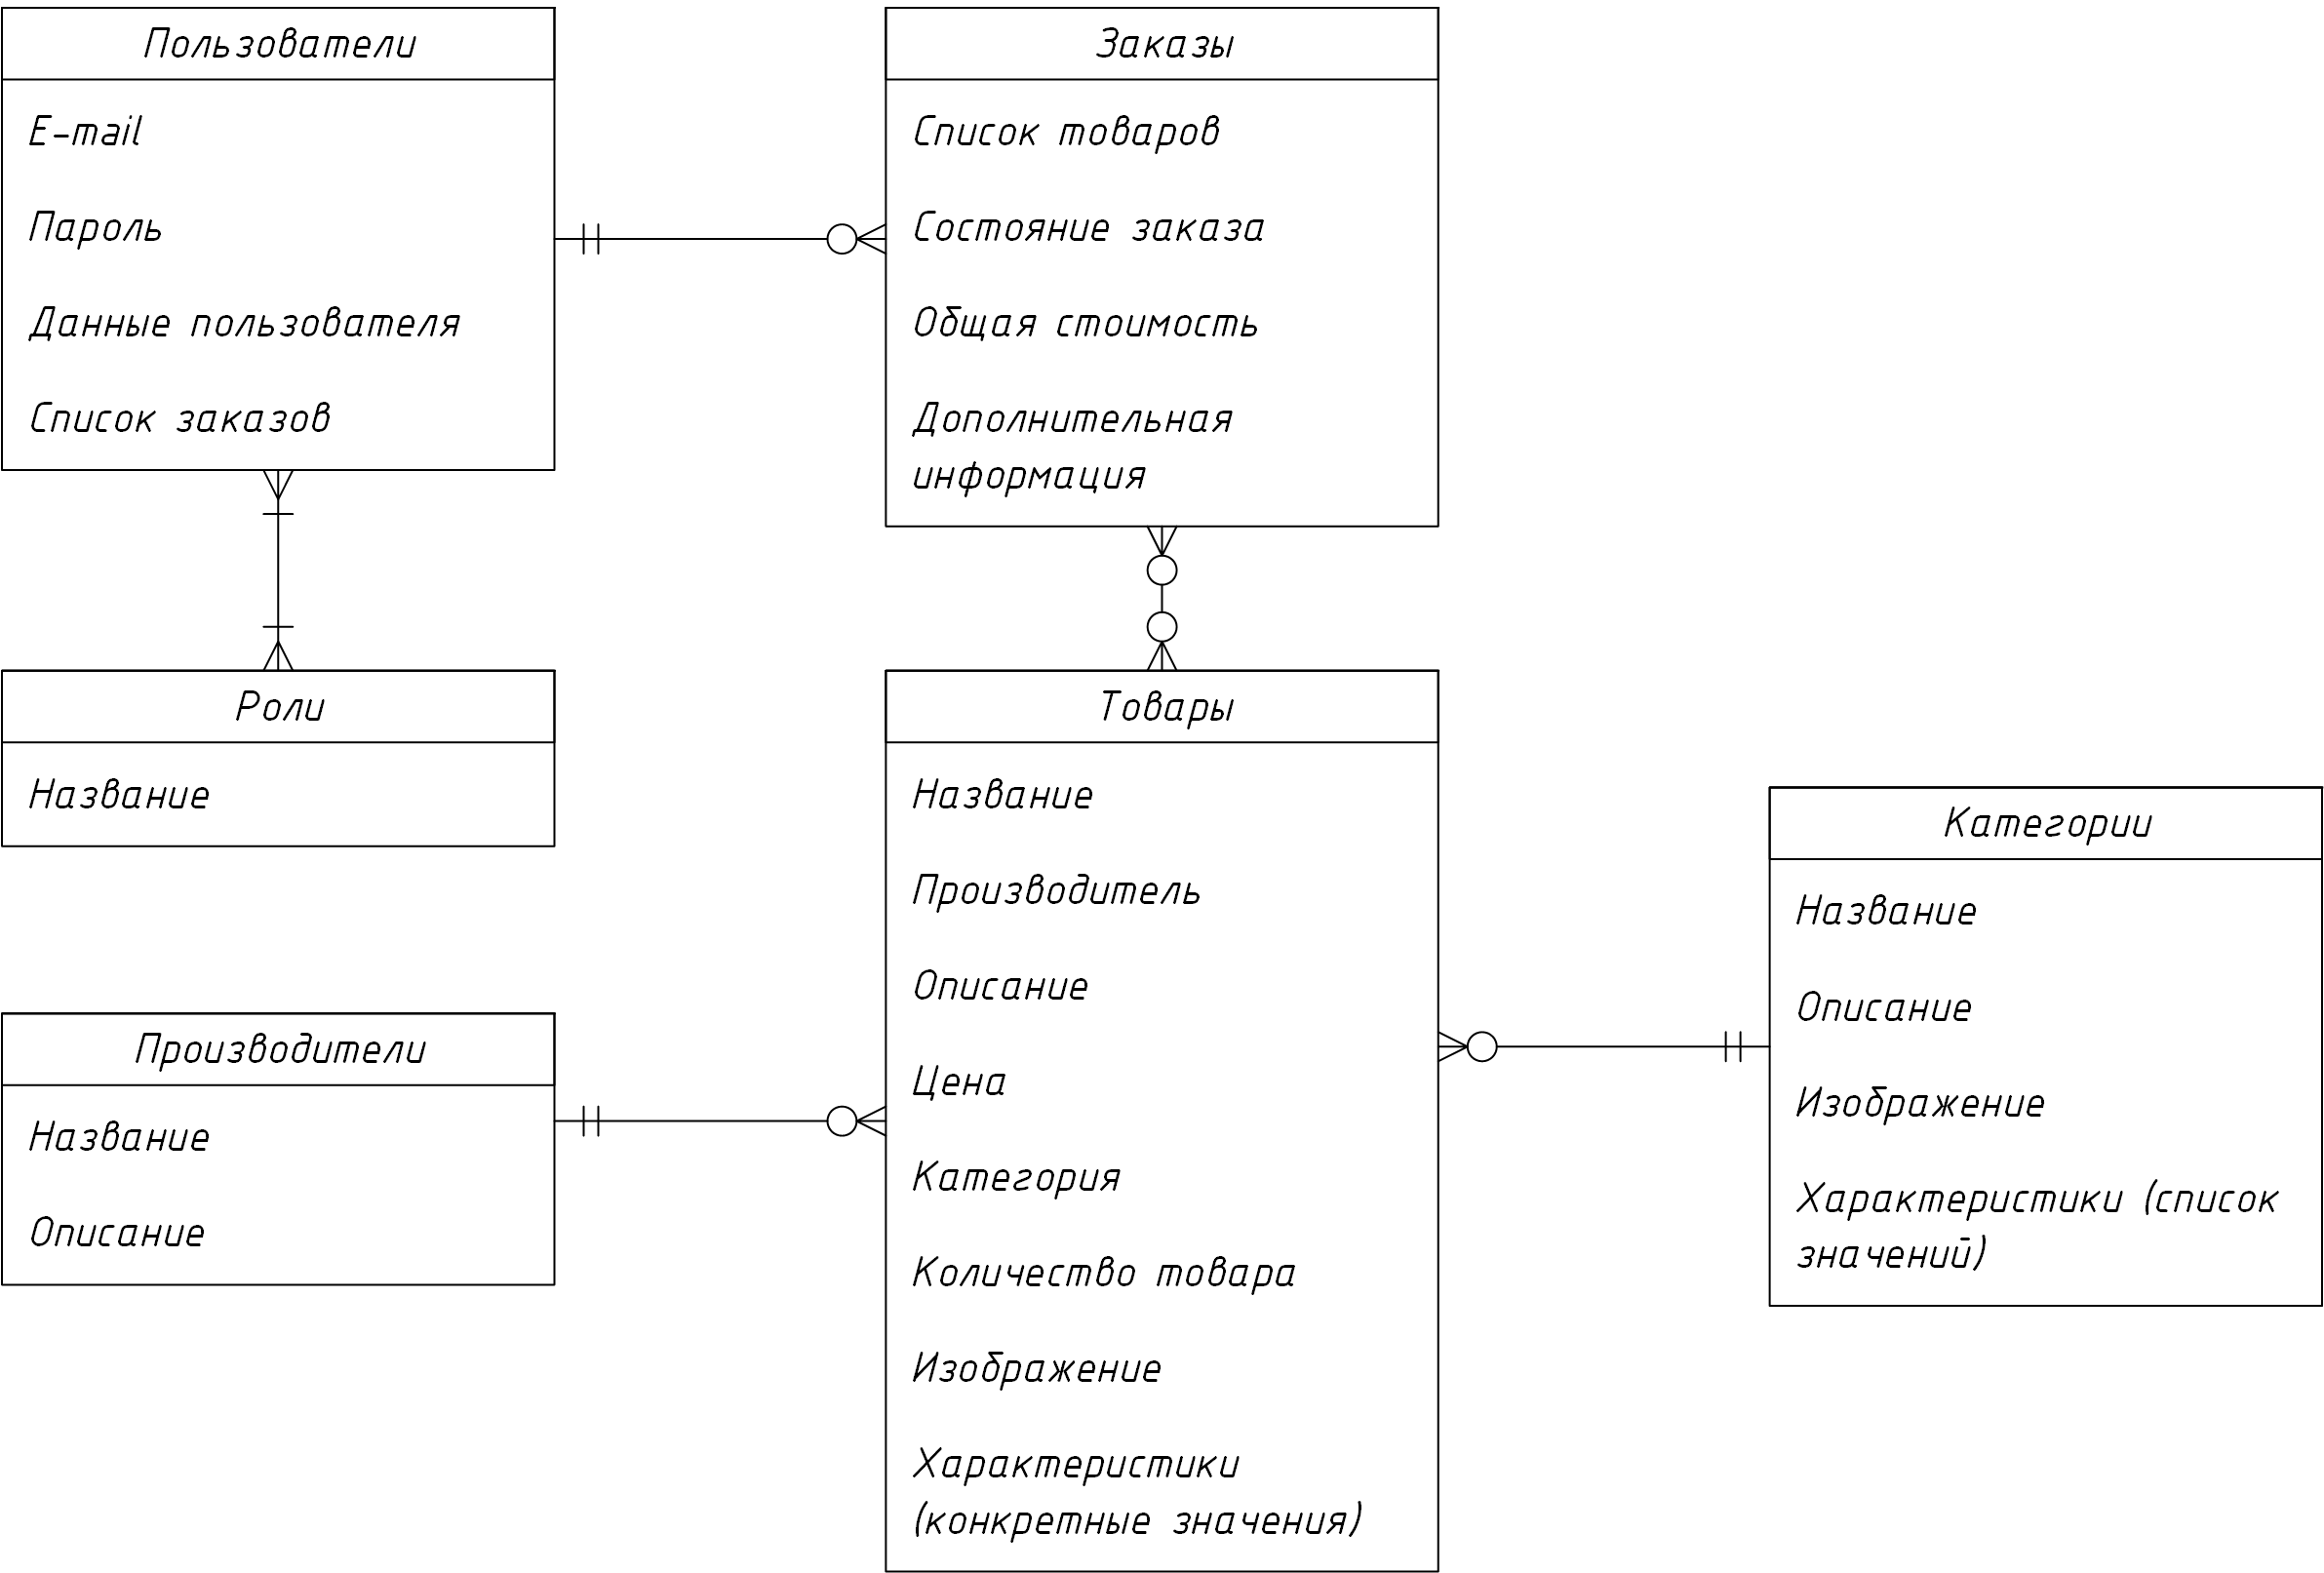 Пользователи
E-mail
Пароль
Данные пользователя
Список заказов
Заказы
Список товаров
Состояние заказа
Общая стоимость
Дополнительная
информация
Роли
Название
Товары
Название
Производитель
Описание
Цена
Категория
Количество товара
Изображение
Характеристики
(конкретные значения)
Категории
Название
Описание
Изображение
Характеристики (список
значений)
Производители
Название
Описание